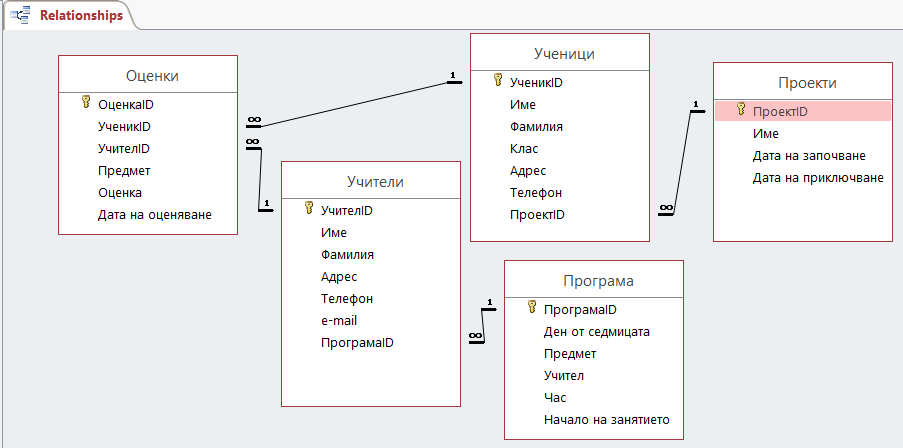 Relationships
Оценки
ОценкаID
УченикID
УчителID
Предмет
Оценка
Дата на оценяване
∞
∞
1
1
Учители
УчителID
Име
Фамилия
Адрес
Телефон
e-mail
ПрограмаID
Ученици
УченикID
Име
Фамилия
Клас
Адрес
Телефон
ПроектID
∞
1
Проекти
ПроектID
Име
Дата на започване
Дата на приключване
∞
1
Програма
ПрограмаID
Ден от седмицата
Предмет
Учител
Час
Начало на занятието